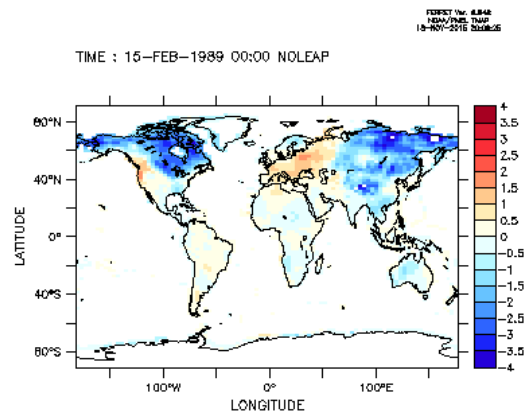 FERRET Ver. 6.842
NOAA/PMEL TMAP
TIME : 15-FEB-1989 00:00 NOLEAP
80°N
40°N
0°
40°S
80°S
LATITUDE
100°W 0° 100°E
LONGITUDE
4
3.5
3
2.5
2
1.5
1
0.5
0
-0.5
-1
-1.5
-2
-2.5
-3
-3.5
-4